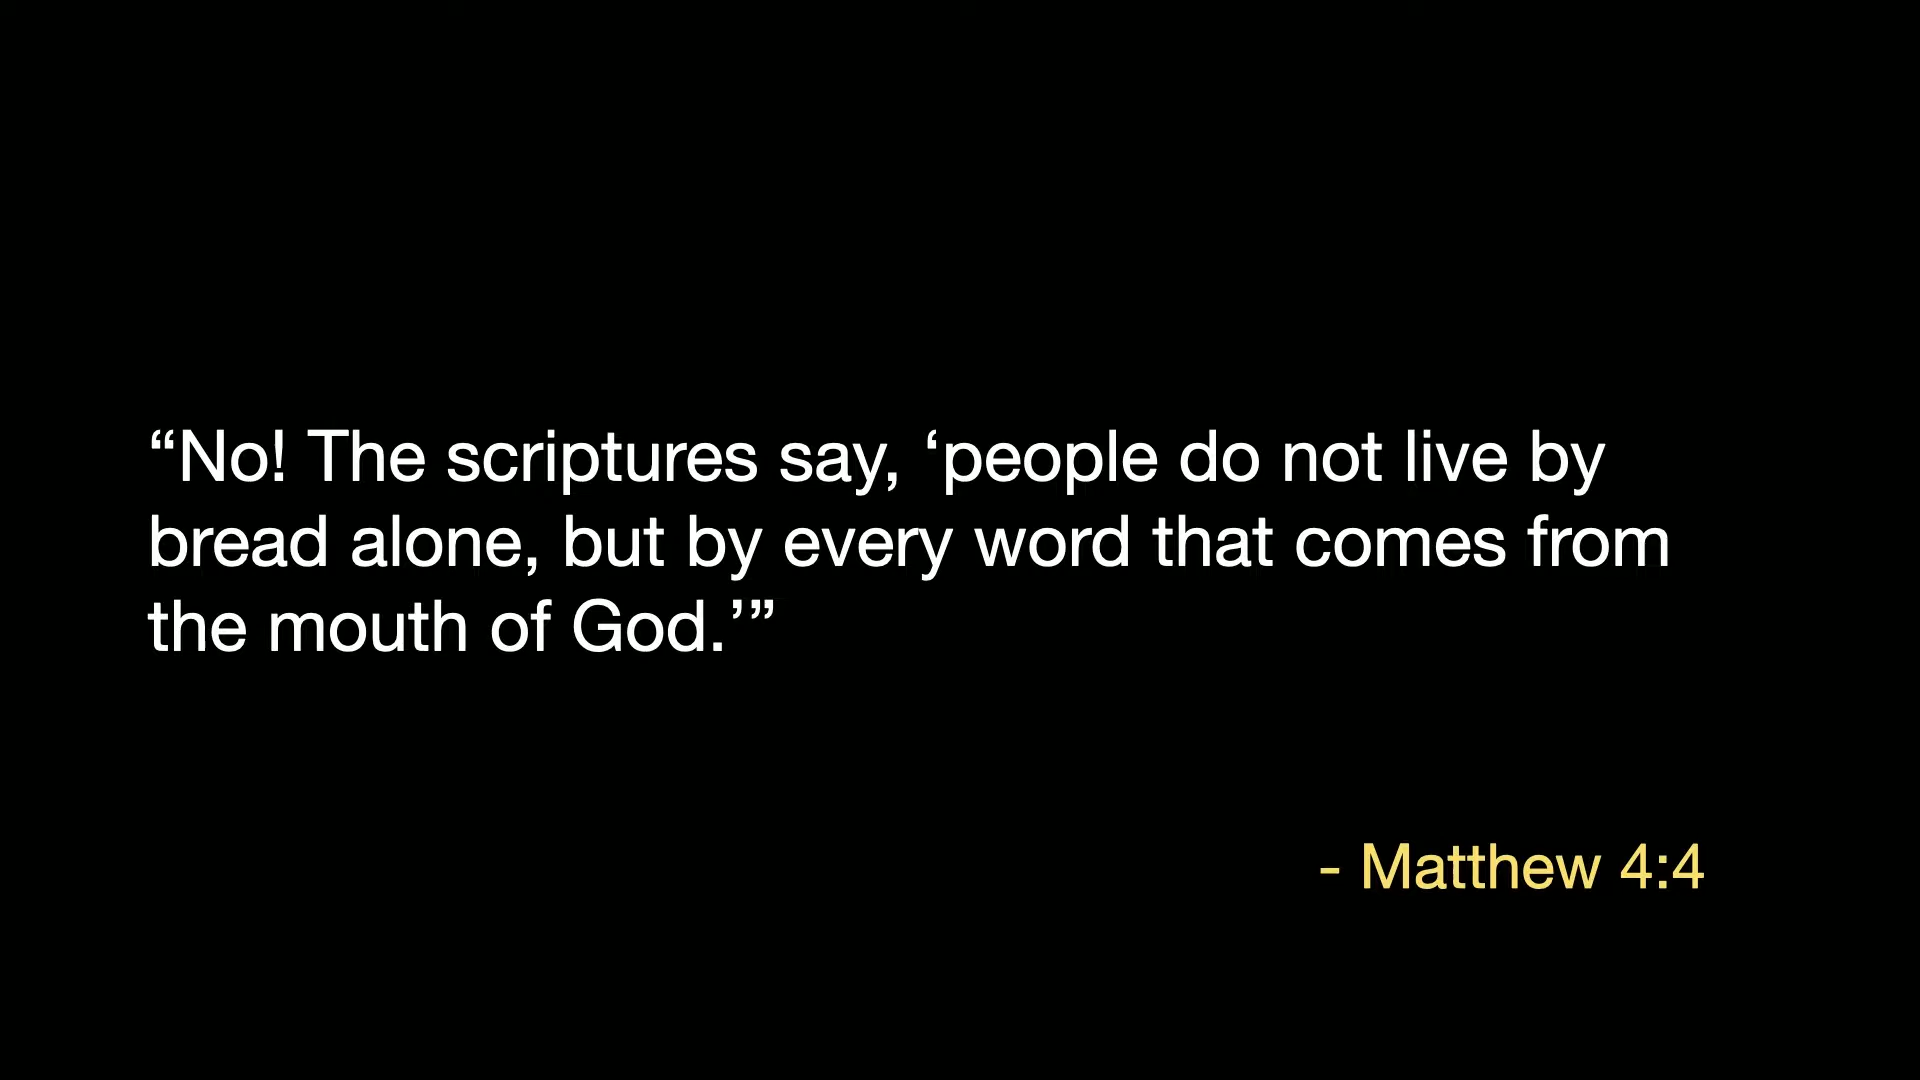 “No! The scriptures say, ‘people do not live by
bread alone, but by every word that comes from
the mouth of God.’”
- Matthew 4:4